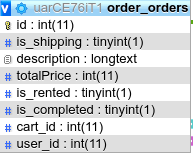 v uarCE76iT1 order_orders
id : int(11)
is_shipping : tinyint(1)
description : longtext
totalPrice : int(11)
is_rented : tinyint(1)
is_completed : tinyint(1)
cart_id : int(11)
user_id : int(11)